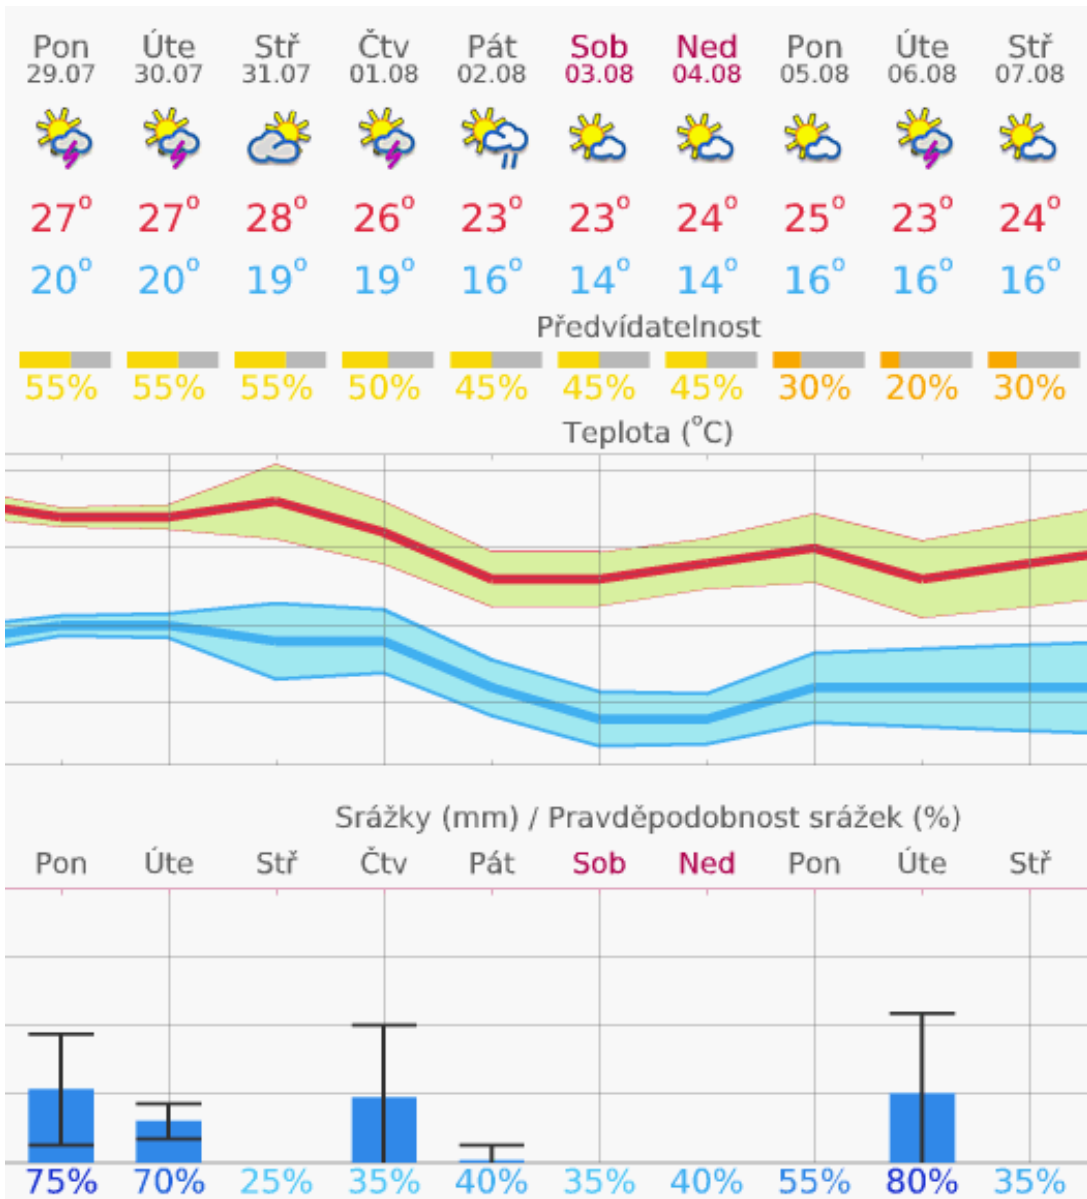 Pon Úte Stř Čtv Pát Sob Ned Pon Úte Stř
29.07 30.07 31.07 01.08 02.08 03.08 04.08 05.08 06.08 07.08
27° 27° 28° 26° 23° 23° 24° 25° 23° 24°
20° 20° 19° 19° 16° 14° 14° 16° 16° 16°
Předvídatelnost
55% 55% 55% 50% 45% 45% 45% 30% 20% 30%
Teplota (°C)
Srážky (mm) / Pravděpodobnost srážek (%)
Pon Úte Stř Čtv Pát Sob Ned Pon Úte Stř
75% 70% 25% 35% 40% 35% 40% 55% 80% 35%